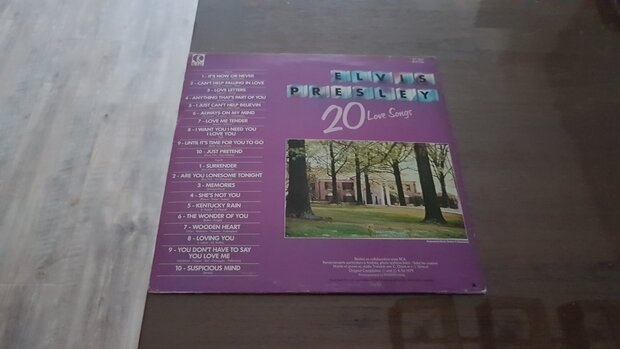 ELVIS
PRESLEY
20 Love Songs
1 - IT'S NOW OR NEVER
2 - CAN'T HELP FALLING IN LOVE
3 - LOVE LETTERS
4 - ANYTHING THAT'S PART OF YOU
5 - I JUST CAN'T HELP BELIEVIN
6 - ALWAYS ON MY MIND
7 - LOVE ME TENDER
8 - I WANT YOU I NEED YOU
I LOVE YOU
9 - UNTIL IT'S TIME FOR YOU TO GO
10 - JUST PRETEND
1 - SURRENDER
2 - ARE YOU LONESOME TONIGHT
3 - MEMORIES
4 - SHE'S NOT YOU
5 - KENTUCKY RAIN
6 - THE WONDER OF YOU
7 - WOODEN HEART
8 - LOVING YOU
9 - YOU DON'T HAVE TO SAY
YOU LOVE ME
10 - SUSPICIOUS MIND